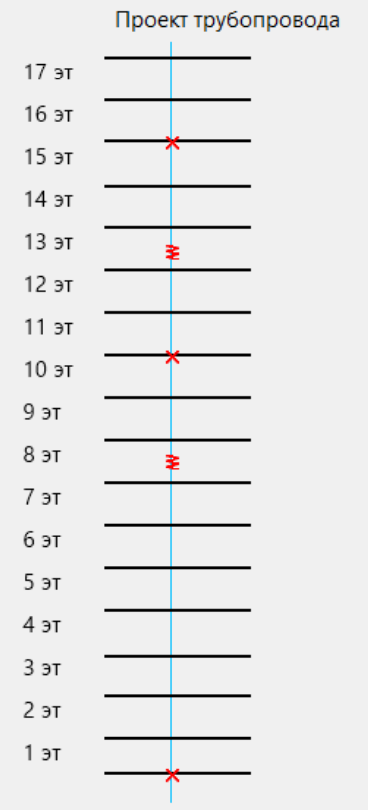 Проект трубопровода
17 эт
16 эт
15 эт
14 эт
13 эт
12 эт
11 эт
10 эт
9 эт
8 эт
7 эт
6 эт
5 эт
4 эт
3 эт
2 эт
1 эт